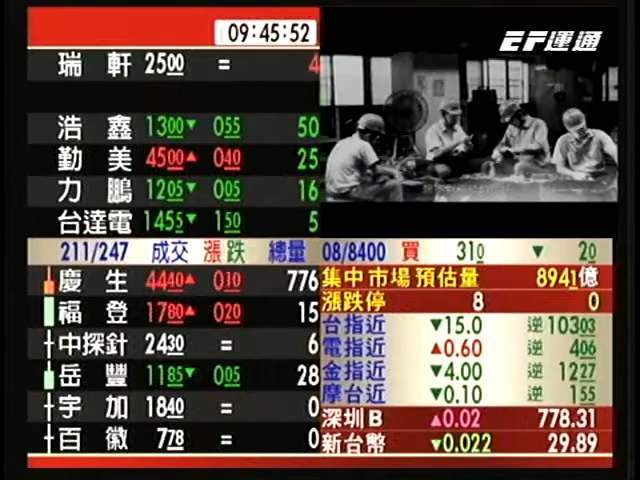 09:45:52
EF運通
瑞軒 2500 = 4
浩鑫 1300▼ 055 50
勤美 4500▲ 040 25
力鵬 1205▼ 005 16
台達電 1455▼ 150 5
211/247 成交 漲跌 總量 08/8400 買 310 ▼ 20
慶生 4440▲ 010 776
福登 1780▲ 020 15
中探針 2430 = 6
岳豐 1185▼ 005 28
宇加 1840 = 0
百徽 778 = 0
集中市場預估量 8941億
漲跌停 8 0
台指近 ▼15.0 逆 10303
電指近 ▲0.60 逆 406
金指近 ▼4.00 逆 1227
摩台近 ▼0.10 逆 155
深圳B ▲0.02 778.31
新台幣 ▼0.022 29.89